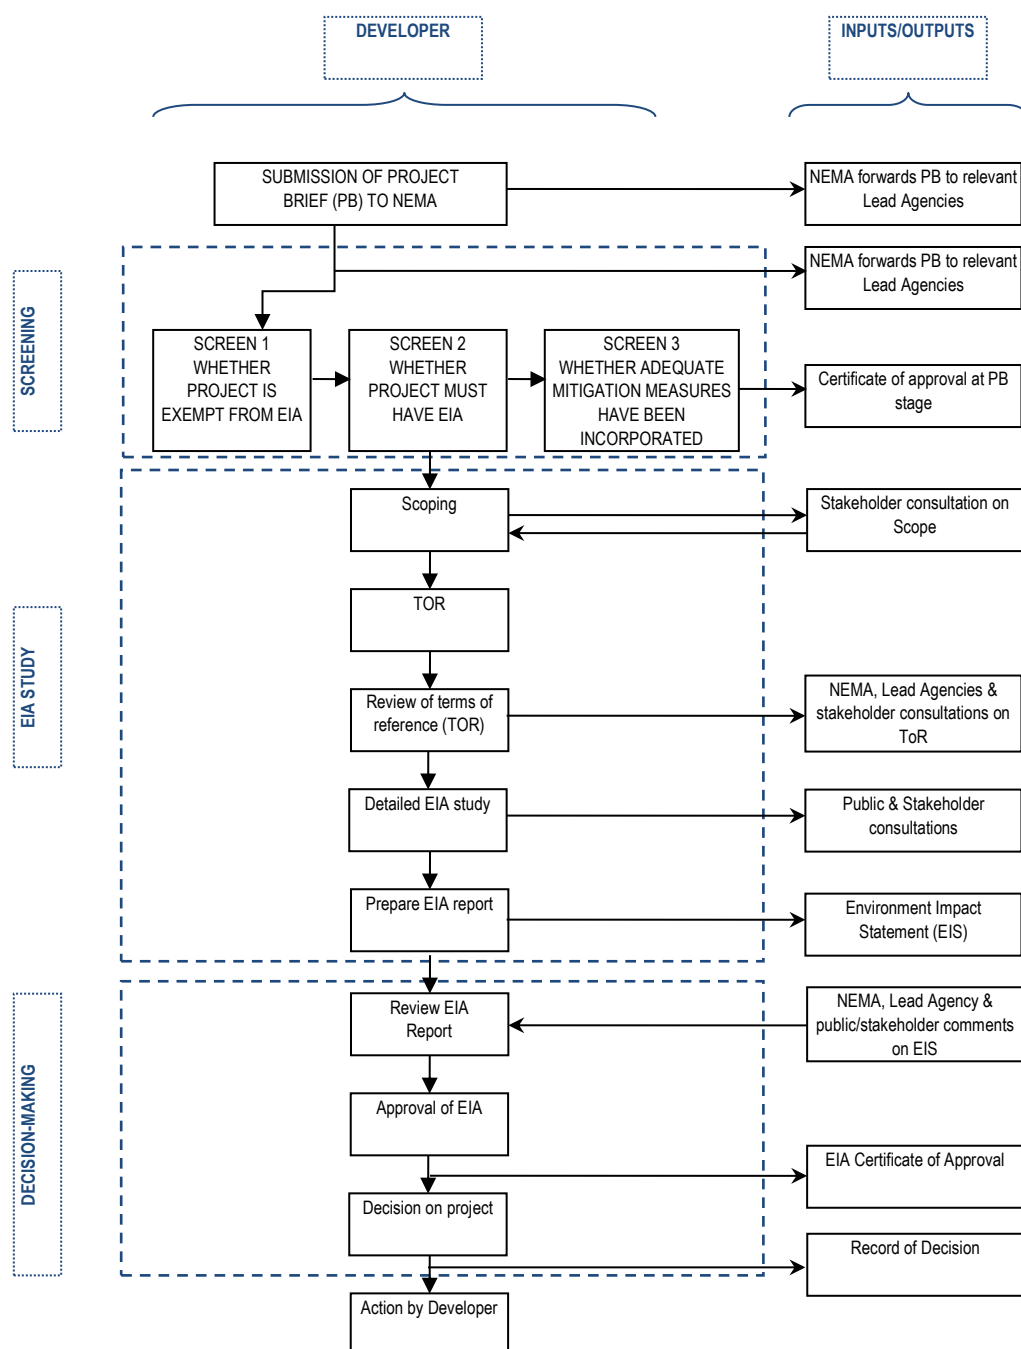 DEVELOPER
INPUTS/OUTPUTS
SUBMISSION OF PROJECT
BRIEF (PB) TO NEMA
NEMA forwards PB to relevant
Lead Agencies
NEMA forwards PB to relevant
Lead Agencies
SCREENING
SCREEN 1
WHETHER
PROJECT IS
EXEMPT FROM EIA
SCREEN 2
WHETHER
PROJECT MUST
HAVE EIA
SCREEN 3
WHETHER ADEQUATE
MITIGATION MEASURES
HAVE BEEN
INCORPORATED
Certificate of approval at PB
stage
Scoping
Stakeholder consultation on
Scope
TOR
EIA STUDY
Review of terms of
reference (TOR)
NEMA, Lead Agencies &
stakeholder consultations on
ToR
Detailed EIA study
Public & Stakeholder
consultations
Prepare EIA report
Environment Impact
Statement (EIS)
DECISION-MAKING
Review EIA
Report
NEMA, Lead Agency &
public/stakeholder comments
on EIS
Approval of EIA
EIA Certificate of Approval
Decision on project
Record of Decision
Action by Developer